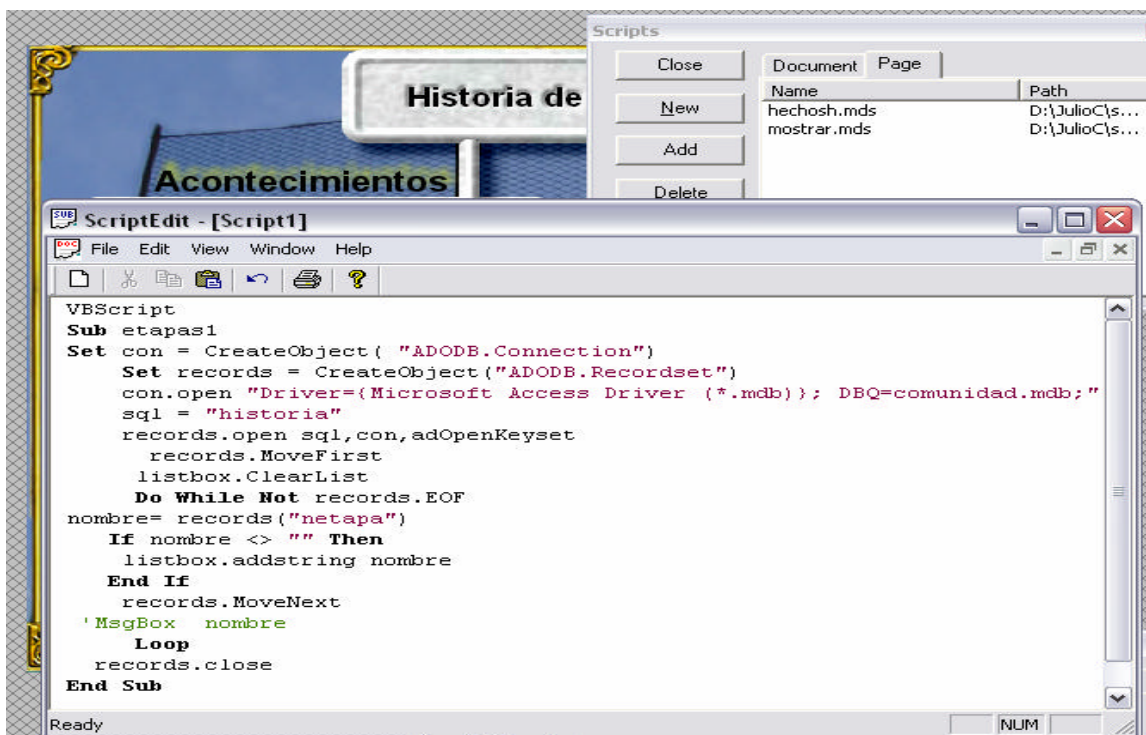 Scripts
Close
Document Page
Historia de
Name Path
New
hechosh.mds D:\JulioC\s...
mostrar.mds D:\JulioC\s...
Add
Acontecimientos
Delete
SUB ScriptEdit - [Script1]
DOC File Edit View Window Help
VBScript
Sub etapas1
Set con = CreateObject( "ADODB.Connection")
Set records = CreateObject("ADODB.Recordset")
con.open "Driver={Microsoft Access Driver (*.mdb)}; DBQ=comunidad.mdb;"
sql = "historia"
records.open sql,con,adOpenKeyset
records.MoveFirst
listbox.ClearList
Do While Not records.EOF
nombre= records("netapa")
If nombre <> "" Then
listbox.addstring nombre
End If
records.MoveNext
'MsgBox  nombre
Loop
records.close
End Sub
Ready NUM